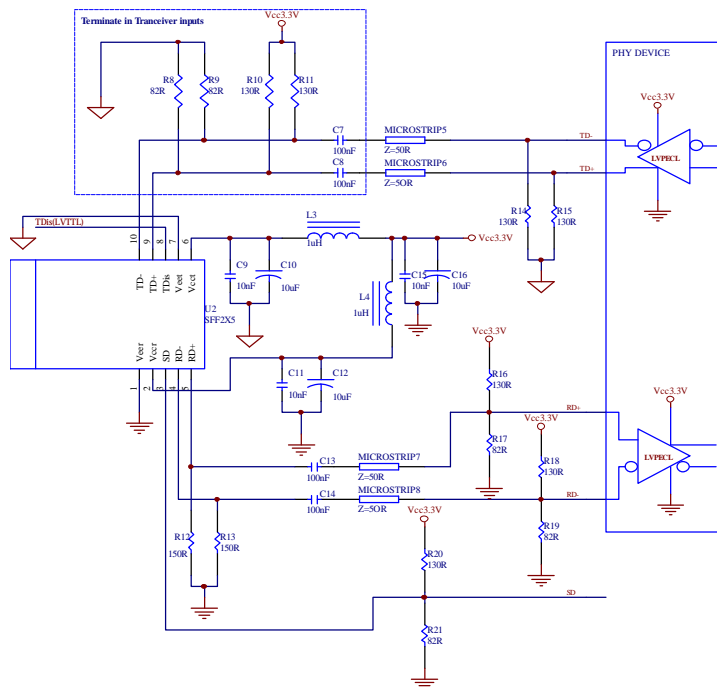 Terminate in Tranceiver inputs
Vcc3.3V
R8
82R
R9
82R
R10
130R
R11
130R
C7
100nF
C8
100nF
MICROSTRIP5
Z=50R
MICROSTRIP6
Z=5OR
PHY DEVICE
Vcc3.3V
TD-
TD+
LVPECL
R14
130R
R15
130R
TDis(LVTTL)
10
9
8
7
6
TD-
TD+
TDis
Veet
Vcct
U2
SFF2X5
Veer
Vccr
SD
RD-
RD+
1
2
3
4
5
L3
1uH
C9
10nF
C10
10uF
Vcc3.3V
C15
10nF
C16
10uF
L4
1uH
C11
10nF
C12
10uF
Vcc3.3V
R16
130R
R17
82R
Vcc3.3V
R18
130R
R19
82R
RD+
RD-
Vcc3.3V
LVPECL
C13
100nF
C14
100nF
MICROSTRIP7
Z=50R
MICROSTRIP8
Z=5OR
R12
150R
R13
150R
Vcc3.3V
R20
130R
R21
82R
SD